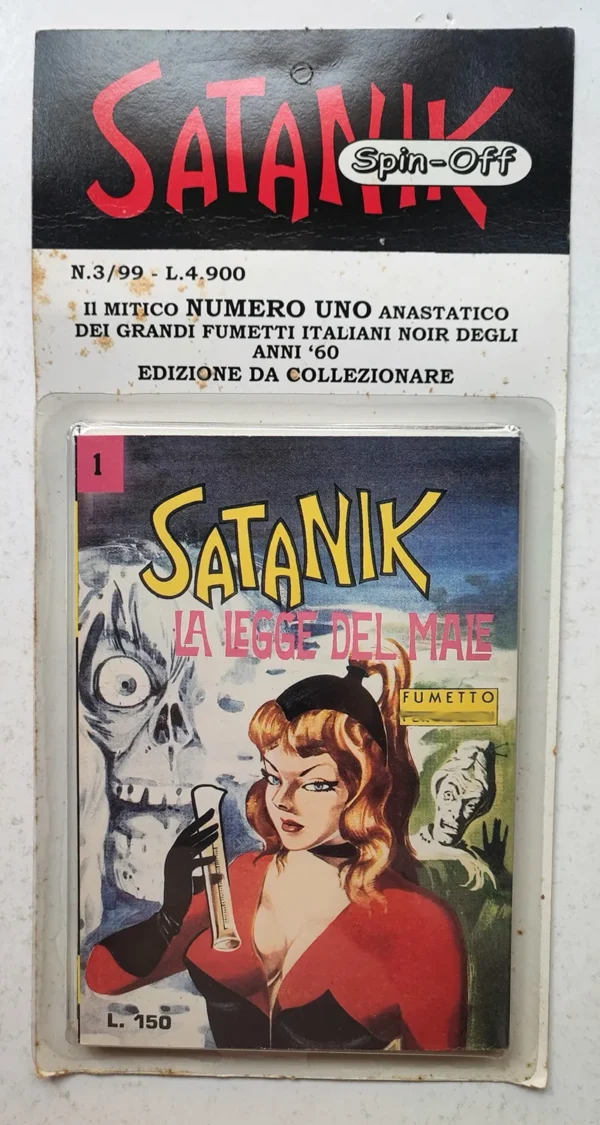 SATANIK
Spin-Off
N.3/99 - L.4.900
Il MITICO NUMERO UNO ANASTATICO
DEI GRANDI FUMETTI ITALIANI NOIR DEGLI
ANNI ‘60
EDIZIONE DA COLLEZIONARE
1
SATANIK
LA LEGGE DEL MALE
FUMETTO
L. 150